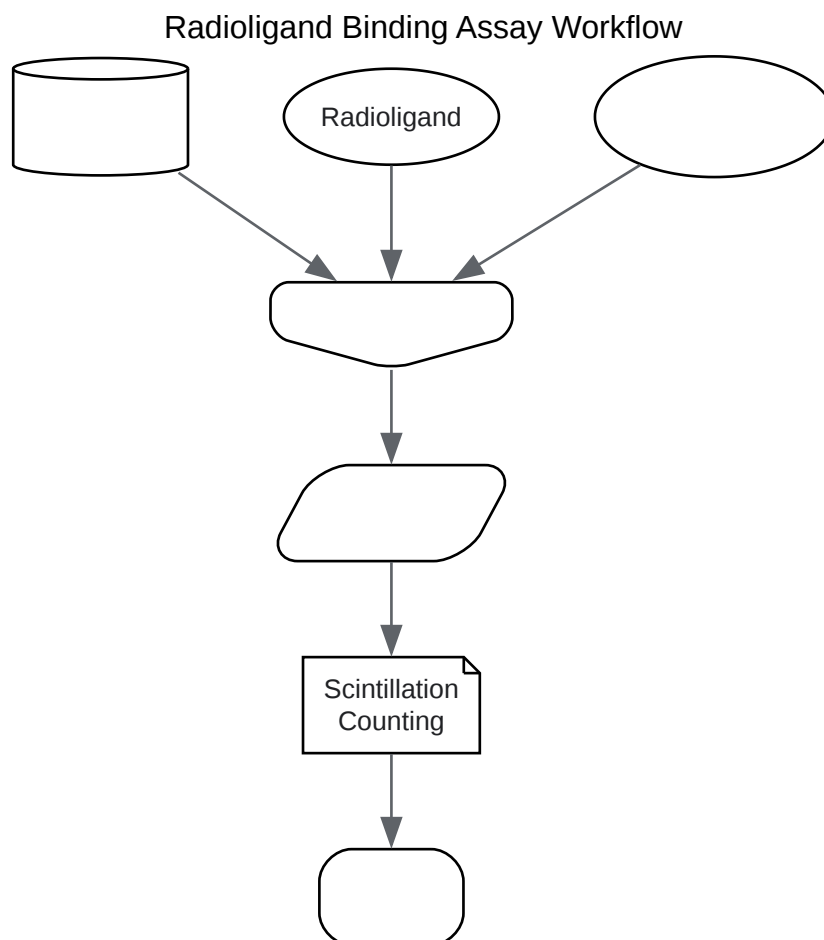 Radioligand Binding Assay Workflow
Radioligand
Scintillation
Counting